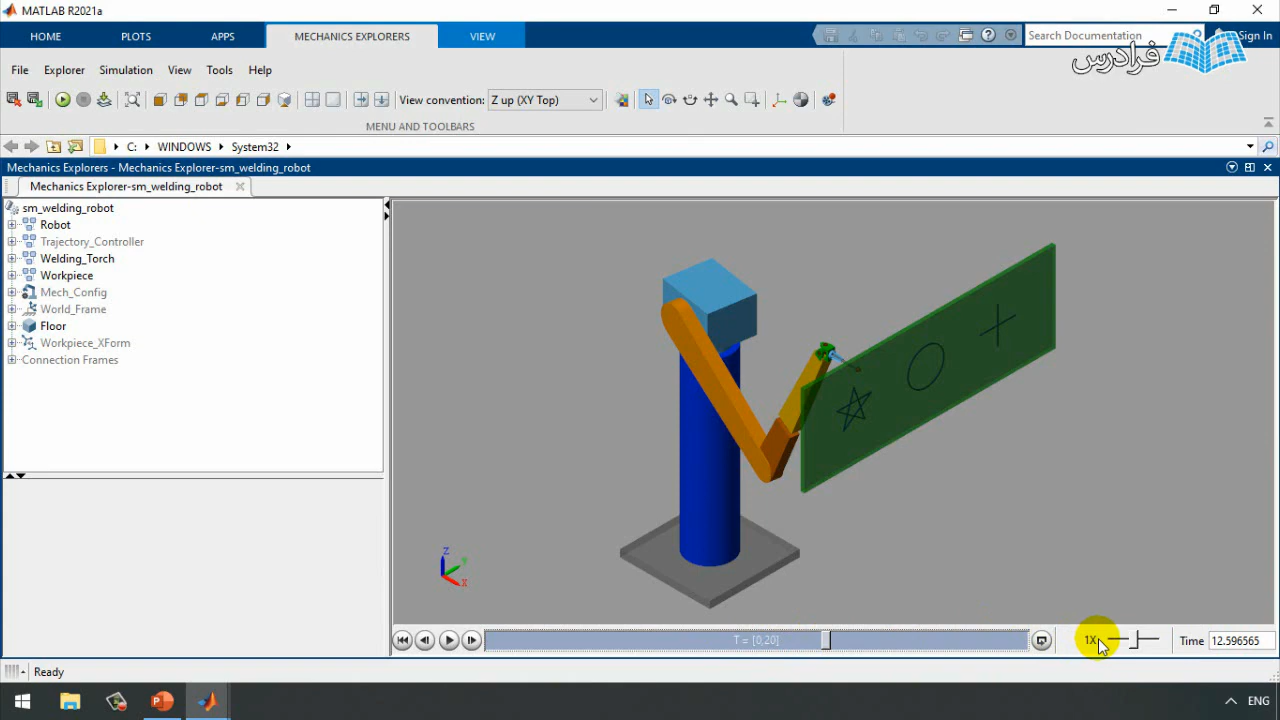 MATLAB R2021a
HOME PLOTS APPS MECHANICS EXPLORERS VIEW Search Documentation Sign In
فرادرس
File Explorer Simulation View Tools Help
View convention: Z up (XY Top)
MENU AND TOOLBARS
C: WINDOWS System32
Mechanics Explorers - Mechanics Explorer-sm_welding_robot
Mechanics Explorer-sm_welding_robot
sm_welding_robot
Robot
Trajectory_Controller
Welding_Torch
Workpiece
Mech_Config
World_Frame
Floor
Workpiece_XForm
Connection Frames
Z
Y
X
T = [0,20] 1X Time 12.596565
Ready
ENG